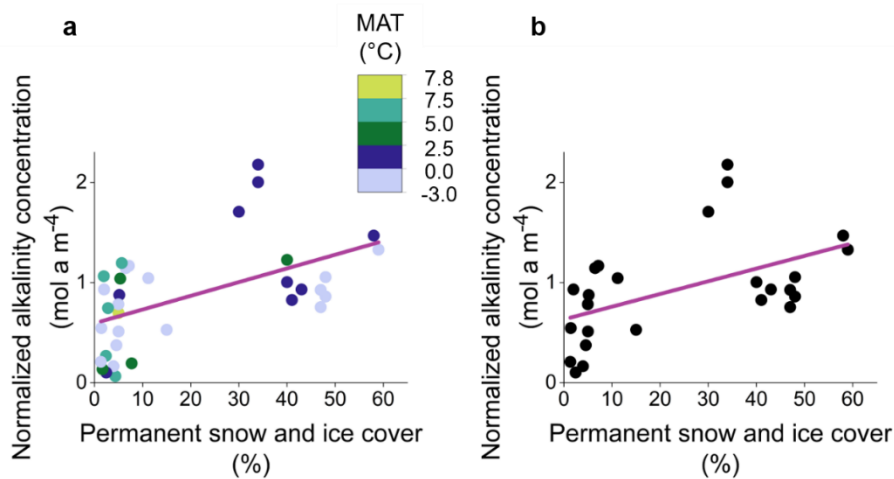 a
MAT
(°C)
7.8
7.5
5.0
2.5
0.0
-3.0
Normalized alkalinity concentration
(mol a m⁻⁴)
2
1
0
0 10 20 30 40 50 60
Permanent snow and ice cover
(%)
b
Normalized alkalinity concentration
(mol a m⁻⁴)
2
1
0
0 10 20 30 40 50 60
Permanent snow and ice cover
(%)